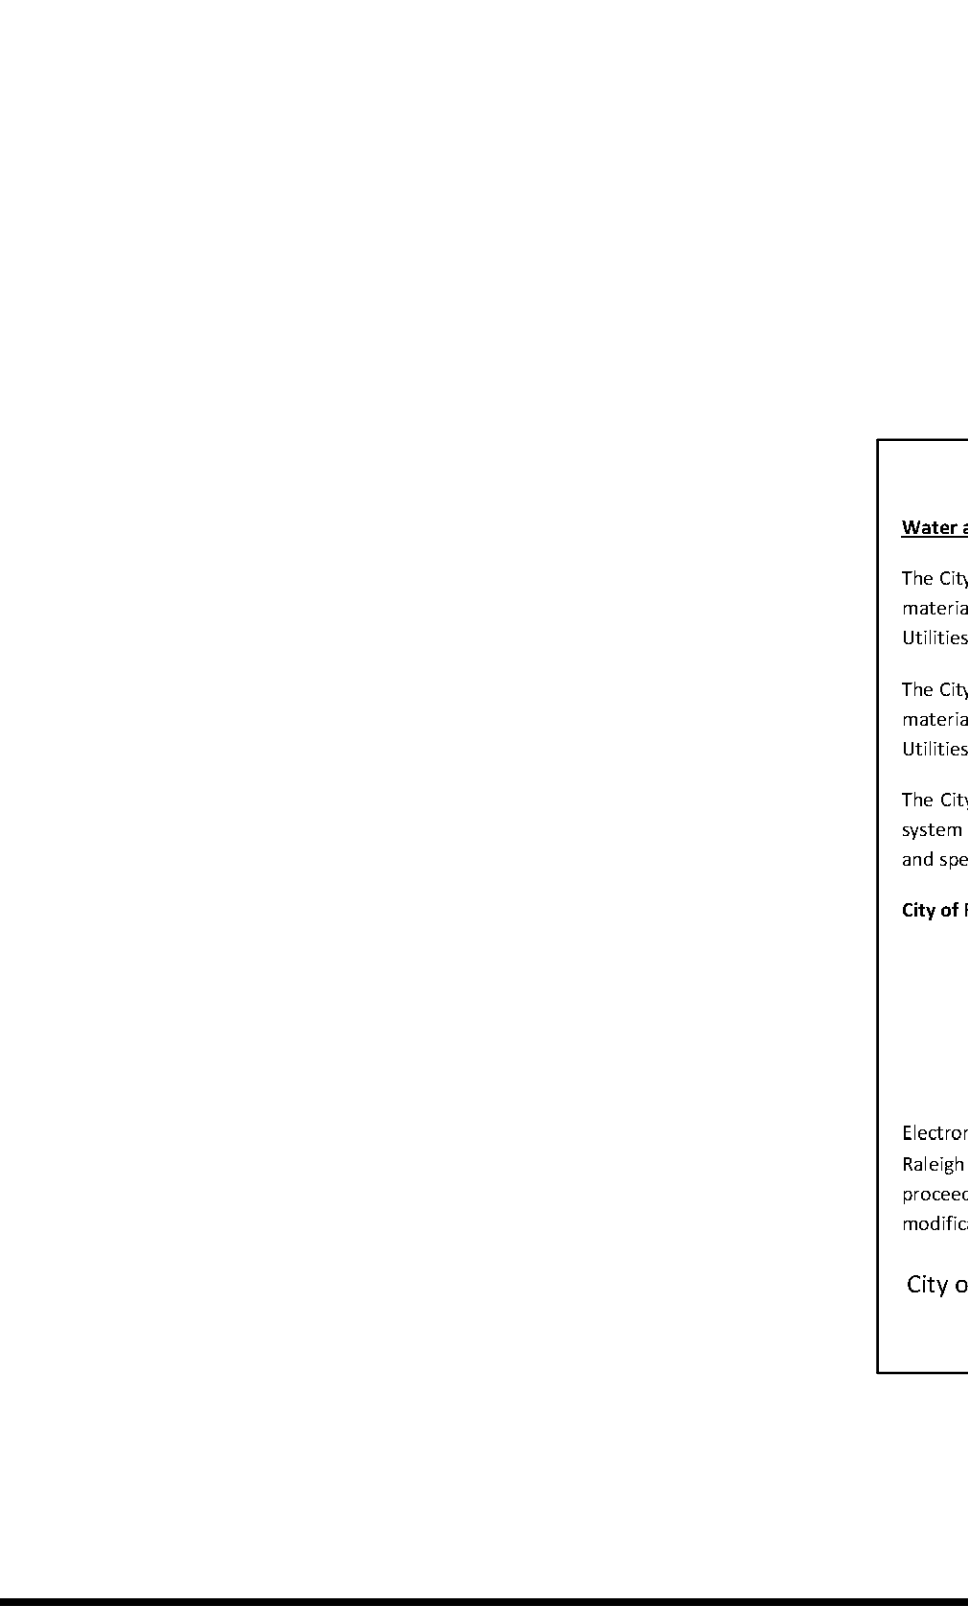 Water
The City
materia
Utilities
The City
materia
Utilities
The City
system
and spe
City of
Electron
Raleigh
proceed
modifica
City o